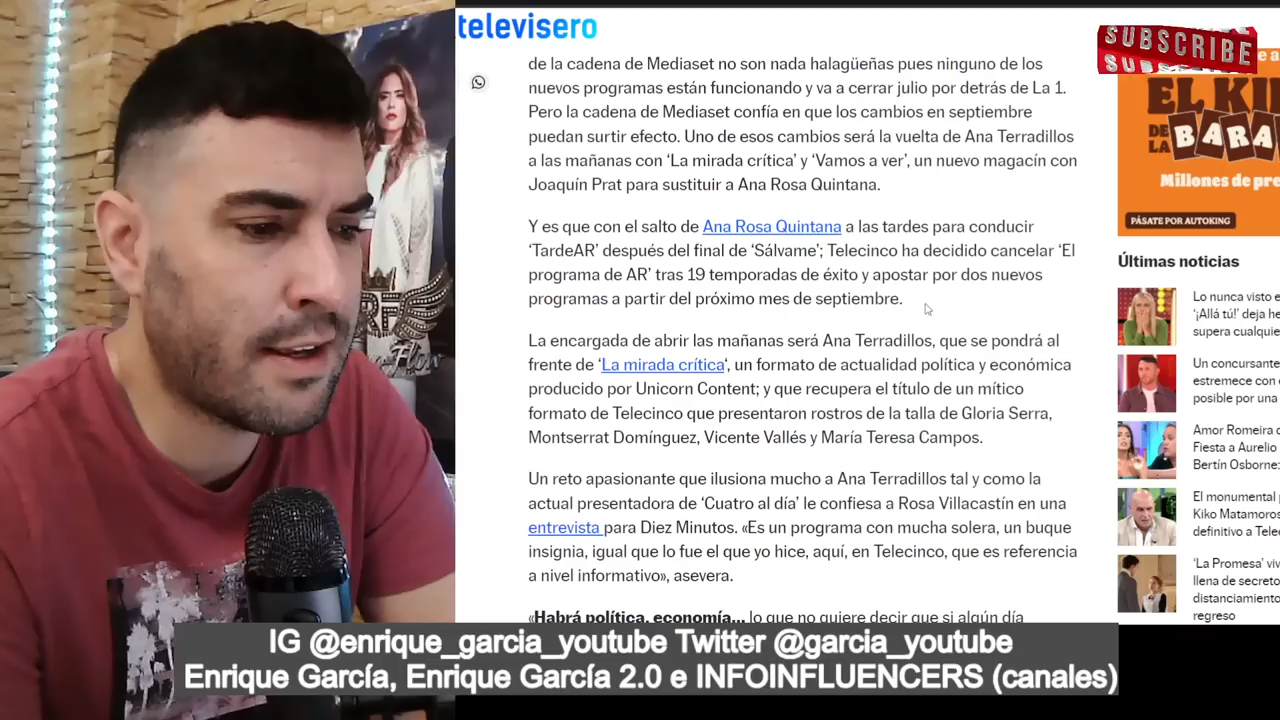 televisero
SUBSCRIBE
de la cadena de Mediaset no son nada halagüeñas pues ninguno de los
nuevos programas están funcionando y va a cerrar julio por detrás de La 1.
Pero la cadena de Mediaset confía en que los cambios en septiembre
puedan surtir efecto. Uno de esos cambios será la vuelta de Ana Terradillos
a las mañanas con ‘La mirada crítica’ y ‘Vamos a ver’, un nuevo magacín con
Joaquín Prat para sustituir a Ana Rosa Quintana.
Y es que con el salto de Ana Rosa Quintana a las tardes para conducir
‘TardeAR’ después del final de ‘Sálvame’; Telecinco ha decidido cancelar ‘El
programa de AR’ tras 19 temporadas de éxito y apostar por dos nuevos
programas a partir del próximo mes de septiembre.
La encargada de abrir las mañanas será Ana Terradillos, que se pondrá al
frente de ‘La mirada crítica‘, un formato de actualidad política y económica
producido por Unicorn Content; y que recupera el título de un mítico
formato de Telecinco que presentaron rostros de la talla de Gloria Serra,
Montserrat Domínguez, Vicente Vallés y María Teresa Campos.
Un reto apasionante que ilusiona mucho a Ana Terradillos tal y como la
actual presentadora de ‘Cuatro al día’ le confiesa a Rosa Villacastín en una
entrevista para Diez Minutos. «Es un programa con mucha solera, un buque
insignia, igual que lo fue el que yo hice, aquí, en Telecinco, que es referencia
a nivel informativo», asevera.
«Habrá política, economía... lo que no quiere decir que si algún día
EL KI
DE LA BARA
Millones de pre
PÁSATE POR AUTOKING
Últimas noticias
Lo nunca visto e
‘¡Allá tú!’ deja he
supera cualquie
Un concursante
estremece con
posible por una
Amor Romeira
Fiesta a Aurelio
Bertín Osborne:
El monumental
Kiko Matamoros
definitivo a Tele
‘La Promesa’ viv
llena de secreto
distanciamiento
regreso
IG @enrique_garcia_youtube Twitter @garcia_youtube
Enrique García, Enrique García 2.0 e INFOINFLUENCERS (canales)